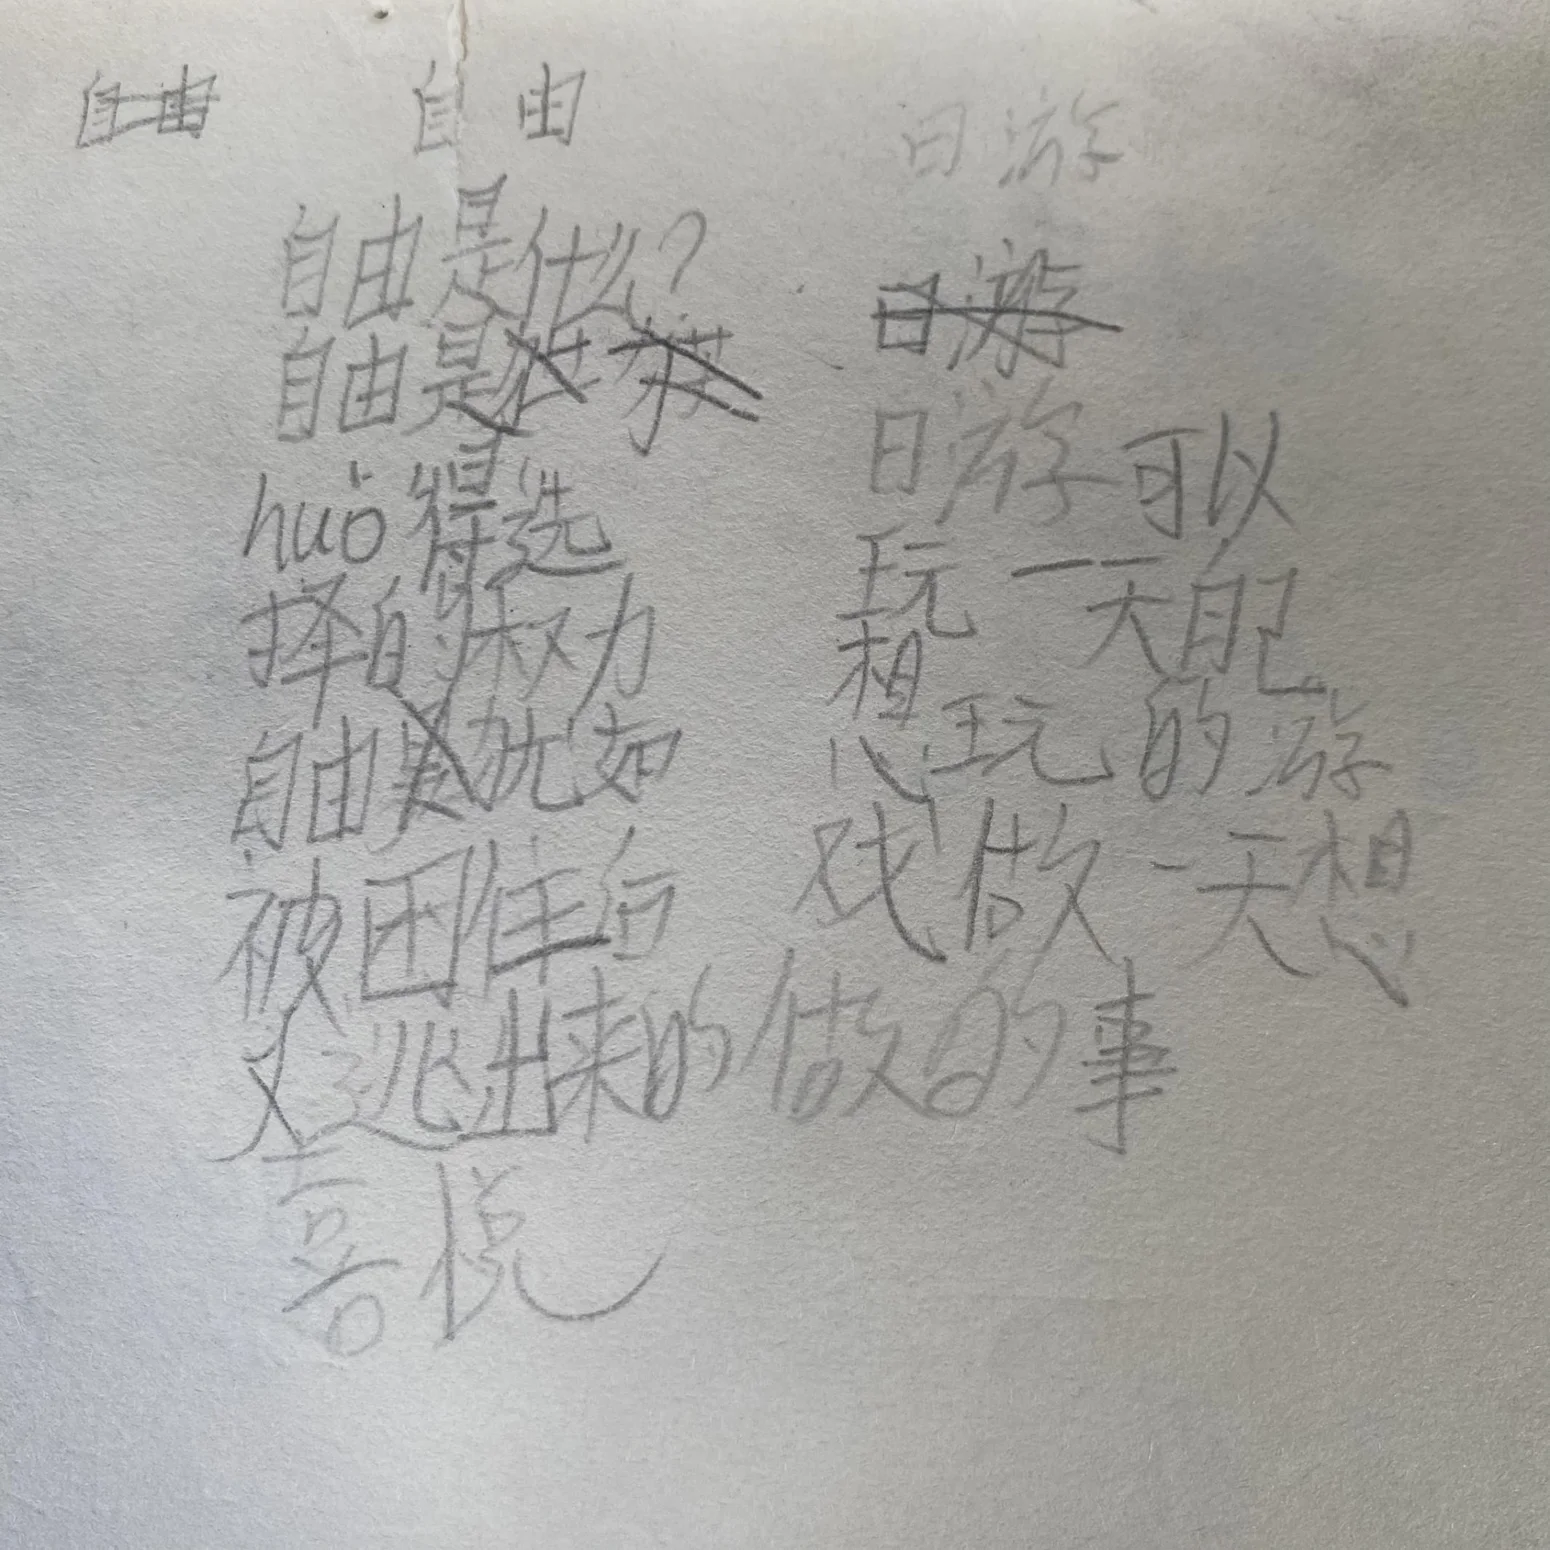 自由
自由
自由是什么?
自由是
huò得选
择的权力
自由就如
被困住后
又逃出来的
喜悦
日游
日游
日游可以
玩一天自己
想玩的游
戏做一天想
做的事